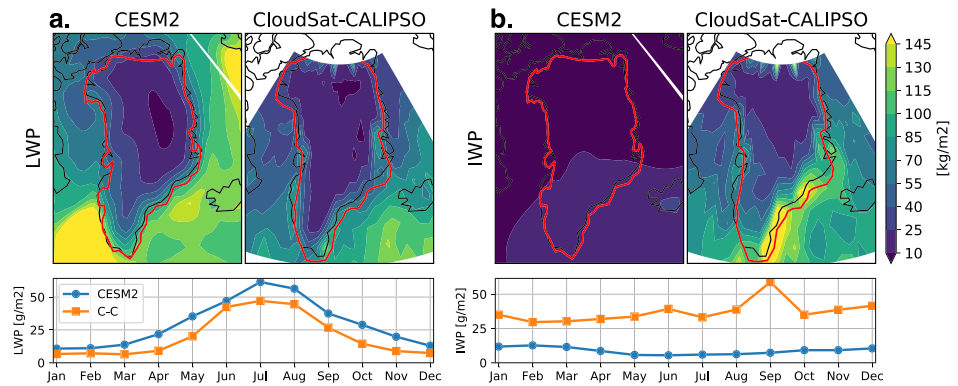 a.
CESM2
CloudSat-CALIPSO
LWP
b.
CESM2
CloudSat-CALIPSO
IWP
145
130
115
100
85
70
55
40
25
10
[kg/m2]
LWP [g/m2]
50
25
0
CESM2
C-C
Jan Feb Mar Apr May Jun Jul Aug Sep Oct Nov Dec
IWP [g/m2]
50
25
0
Jan Feb Mar Apr May Jun Jul Aug Sep Oct Nov Dec